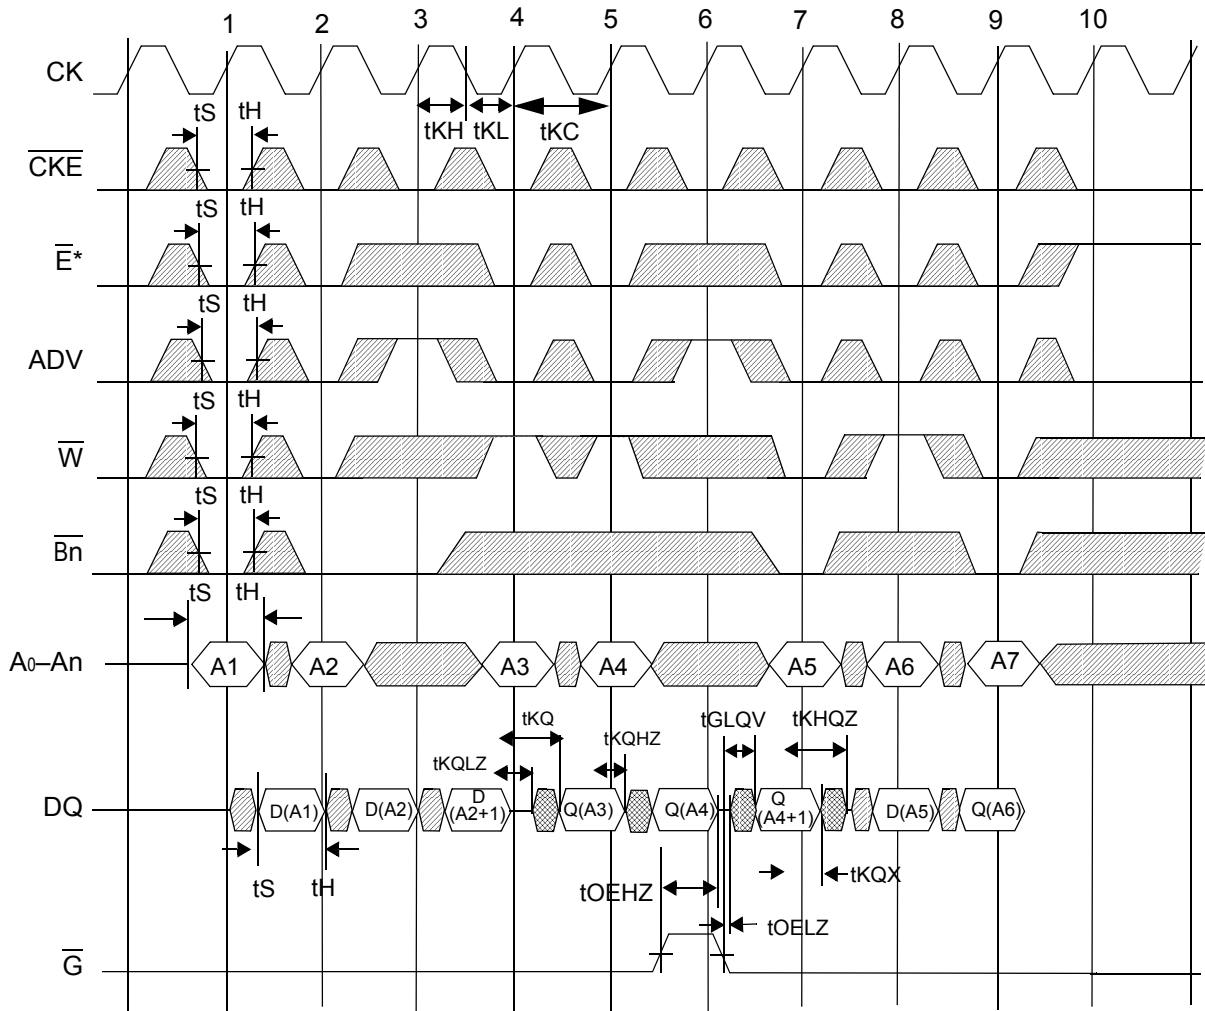 1 2 3 4 5 6 7 8 9 10
CK
tKH tKL tKC
tS tH
CKE
tS tH
E*
tS tH
ADV
tS tH
W
tS tH
Bn
tS tH
A0–An A1 A2 A3 A4 A5 A6 A7
tKQ tGLQV tKHQZ
tKQLZ tKQHZ
DQ D(A1) D(A2) D (A2+1) Q(A3) Q(A4) Q (A4+1) D(A5) Q(A6)
tS tH tOEHZ tKQX
tOELZ
G